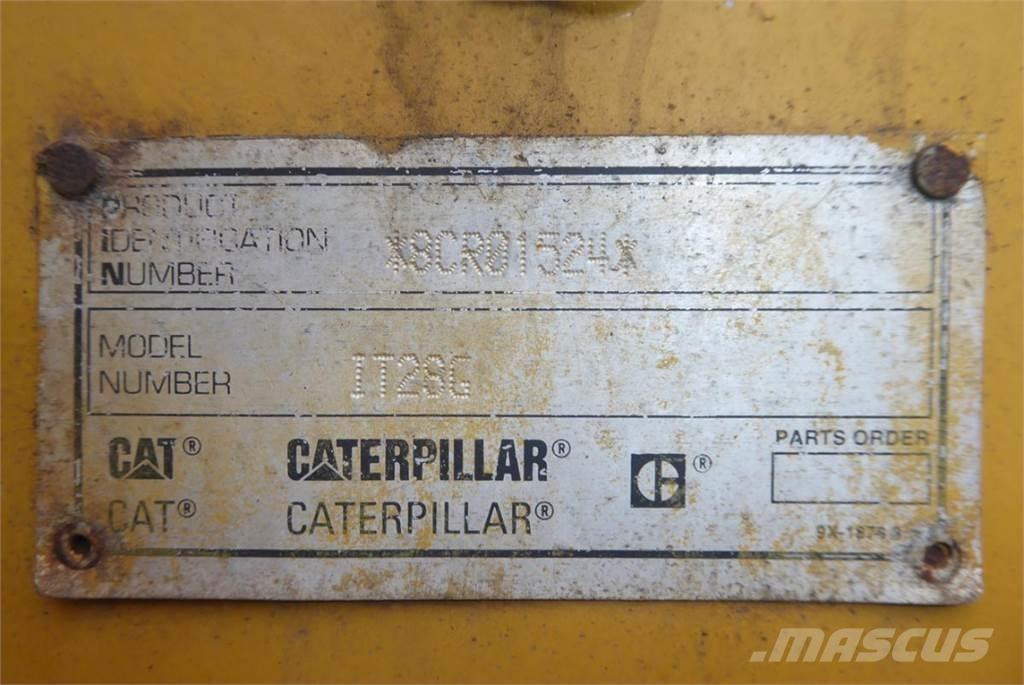 PRODUCT
IDENTIFICATION
NUMBER
*8CR01524*
MODEL
NUMBER
IT28G
CAT® CATERPILLAR® ®
CAT® CATERPILLAR®
PARTS ORDER
MASCUS